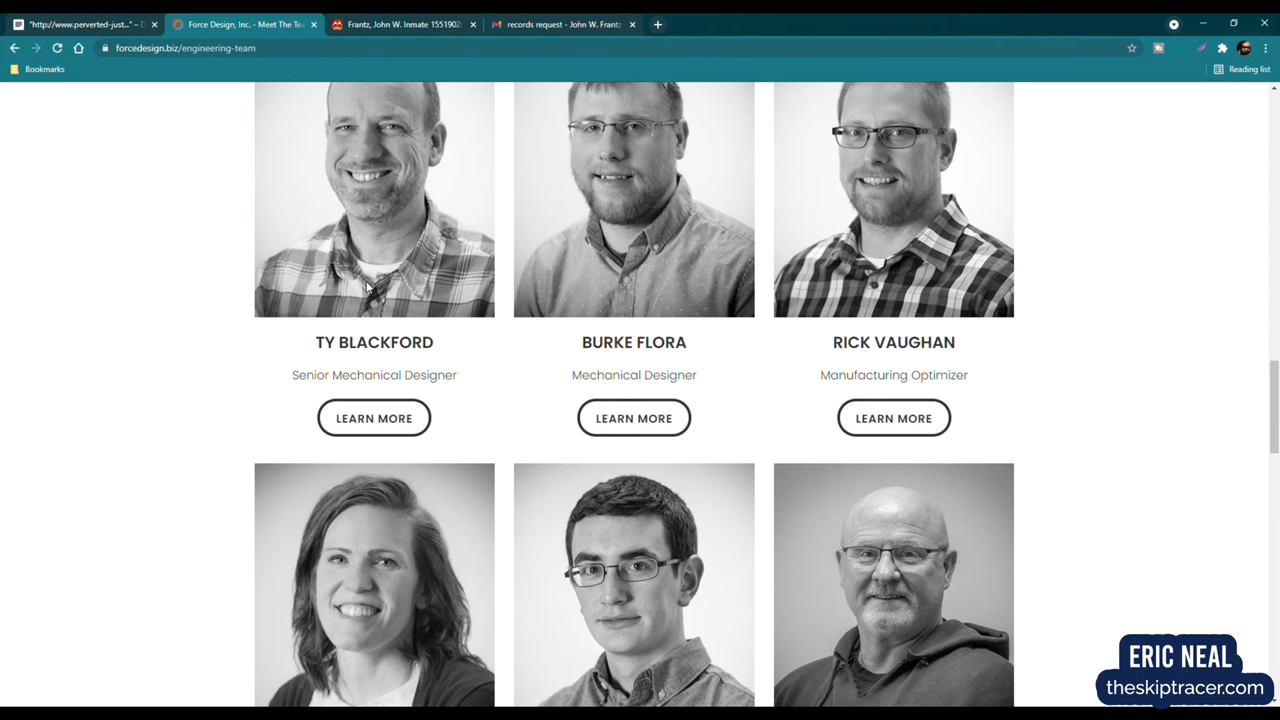 "http://www.perverted-just..." – D
Force Design, Inc. - Meet The Te
Frantz, John W. Inmate 1551902
records request - John W. Frantz
forcedesign.biz/engineering-team
Bookmarks
Reading list
TY BLACKFORD
BURKE FLORA
RICK VAUGHAN
Senior Mechanical Designer
Mechanical Designer
Manufacturing Optimizer
LEARN MORE
LEARN MORE
LEARN MORE
ERIC NEAL
theskiptracer.com